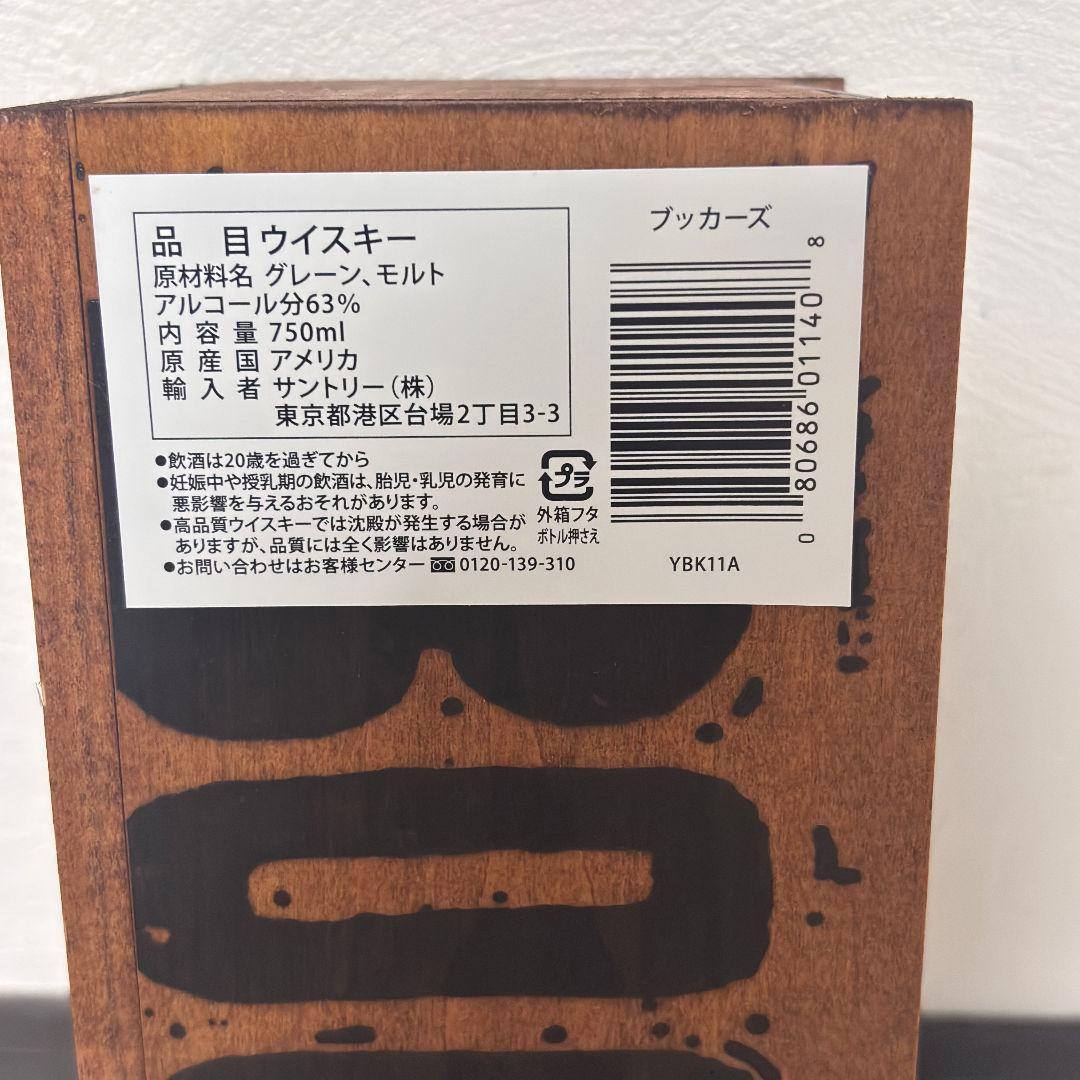 品 目 ウイスキー
原材料名 グレーン、モルト
アルコール分63%
内 容 量 750ml
原 産 国 アメリカ
輸 入 者 サントリー(株)
東京都港区台場2丁目3-3
●飲酒は20歳を過ぎてから
●妊娠中や授乳期の飲酒は、胎児・乳児の発育に
悪影響を与えるおそれがあります。
●高品質ウイスキーでは沈殿が発生する場合が
ありますが、品質には全く影響はありません。
●お問い合わせはお客様センター 0120-139-310
プラ
外箱フタ
ボトル押さえ
ブッカーズ
0 80686 01140 8
YBK11A